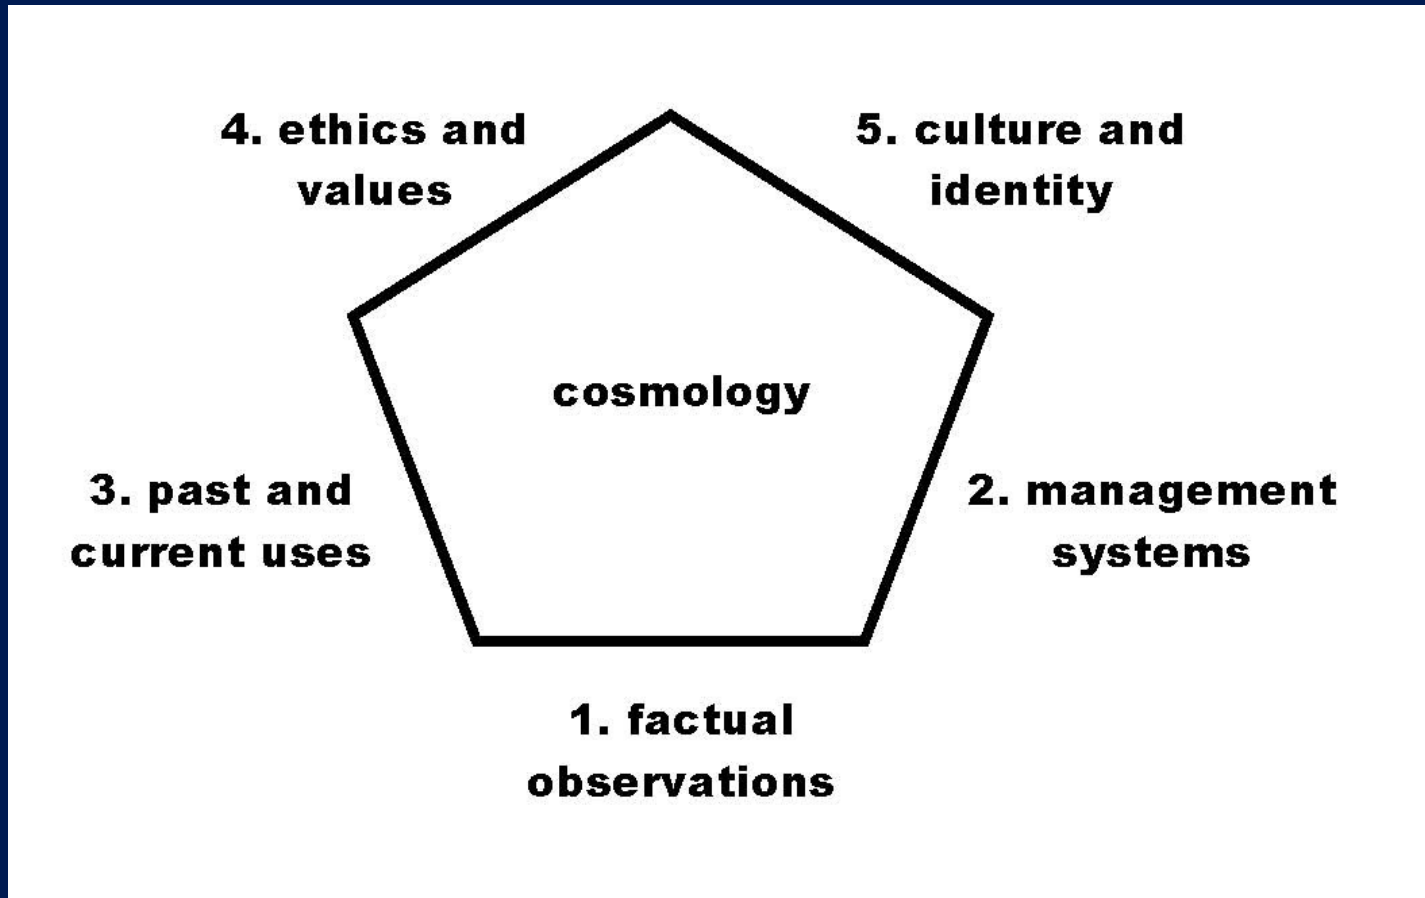 4. ethics and
values
5. culture and
identity
cosmology
3. past and
current uses
2. management
systems
1. factual
observations